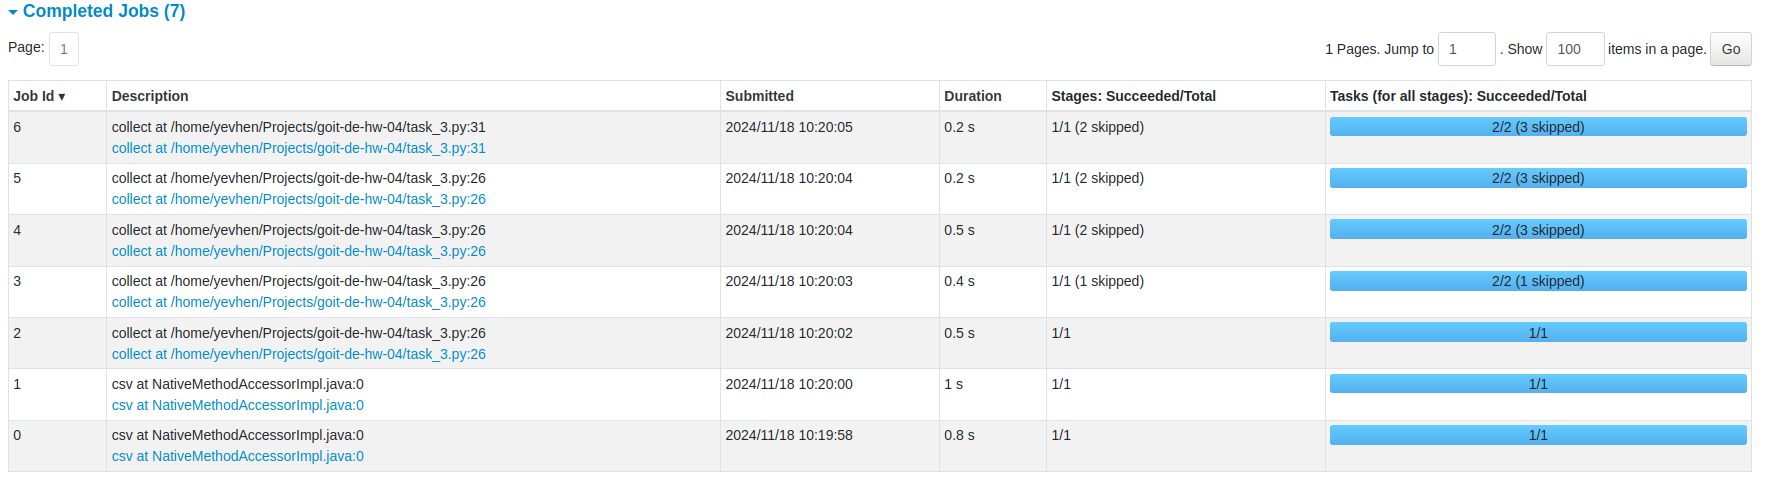 Completed Jobs (7)
Page: 1
1 Pages. Jump to 1 . Show 100 items in a page. Go
Job Id ▾ Description Submitted Duration Stages: Succeeded/Total Tasks (for all stages): Succeeded/Total
6 collect at /home/yevhen/Projects/goit-de-hw-04/task_3.py:31 2024/11/18 10:20:05 0.2 s 1/1 (2 skipped) 2/2 (3 skipped)
collect at /home/yevhen/Projects/goit-de-hw-04/task_3.py:31
5 collect at /home/yevhen/Projects/goit-de-hw-04/task_3.py:26 2024/11/18 10:20:04 0.2 s 1/1 (2 skipped) 2/2 (3 skipped)
collect at /home/yevhen/Projects/goit-de-hw-04/task_3.py:26
4 collect at /home/yevhen/Projects/goit-de-hw-04/task_3.py:26 2024/11/18 10:20:04 0.5 s 1/1 (2 skipped) 2/2 (3 skipped)
collect at /home/yevhen/Projects/goit-de-hw-04/task_3.py:26
3 collect at /home/yevhen/Projects/goit-de-hw-04/task_3.py:26 2024/11/18 10:20:03 0.4 s 1/1 (1 skipped) 2/2 (1 skipped)
collect at /home/yevhen/Projects/goit-de-hw-04/task_3.py:26
2 collect at /home/yevhen/Projects/goit-de-hw-04/task_3.py:26 2024/11/18 10:20:02 0.5 s 1/1 1/1
collect at /home/yevhen/Projects/goit-de-hw-04/task_3.py:26
1 csv at NativeMethodAccessorImpl.java:0 2024/11/18 10:20:00 1 s 1/1 1/1
csv at NativeMethodAccessorImpl.java:0
0 csv at NativeMethodAccessorImpl.java:0 2024/11/18 10:19:58 0.8 s 1/1 1/1
csv at NativeMethodAccessorImpl.java:0